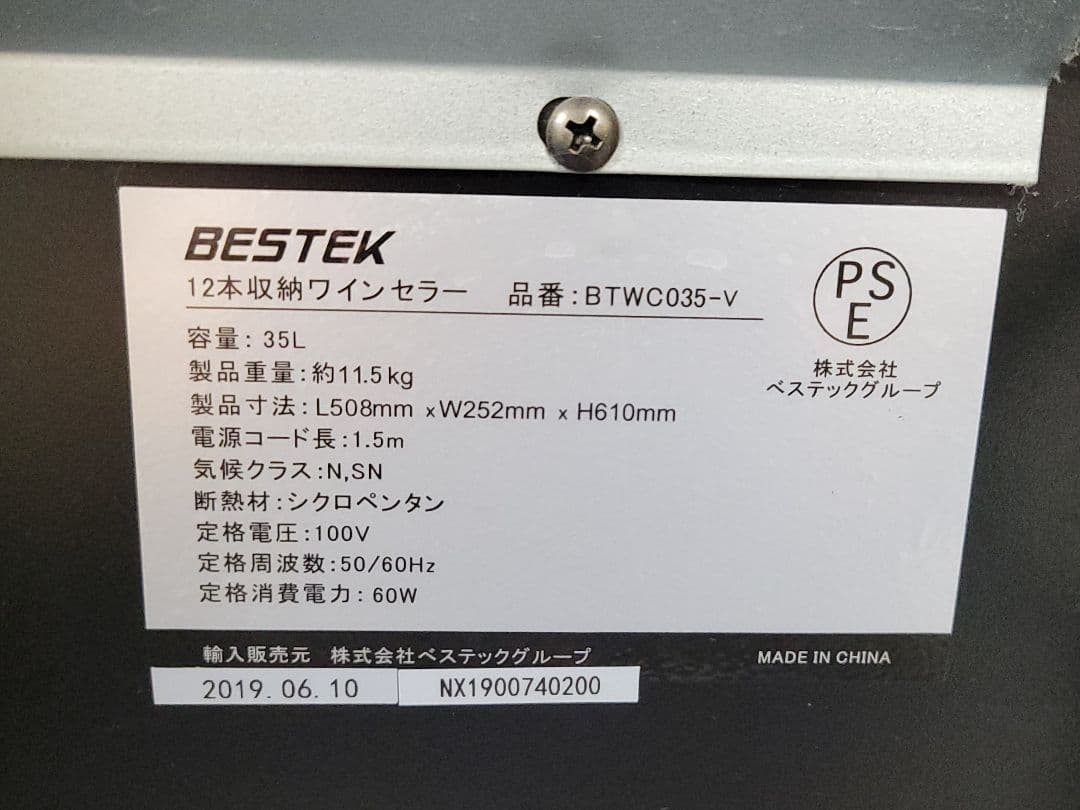 BESTEK
12本収納ワインセラー 品番:BTWC035-V
容量: 35L
製品重量:約11.5kg
製品寸法:L508mm xW252mm x H610mm
電源コード長:1.5m
気候クラス:N,SN
断熱材:シクロペンタン
定格電圧:100V
定格周波数:50/60Hz
定格消費電力: 60W
PS
E
株式会社
ベステックグループ
輸入販売元 株式会社ベステックグループ
MADE IN CHINA
2019.06.10
NX1900740200